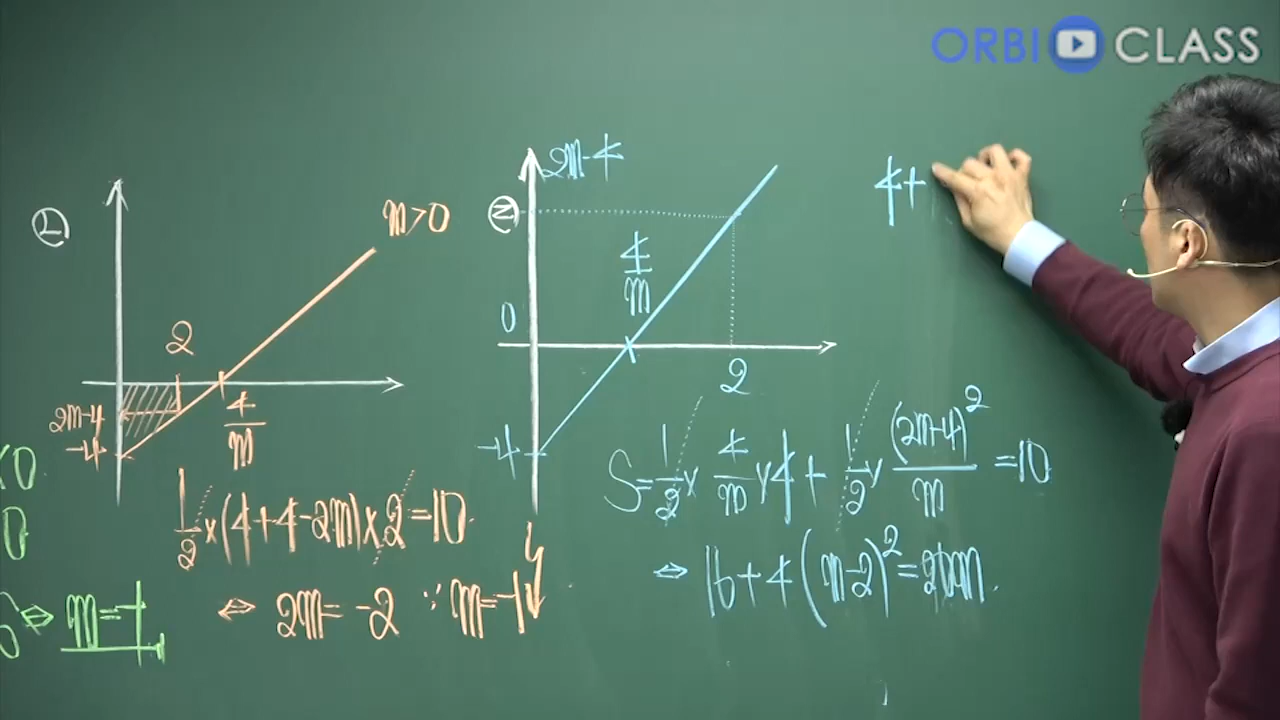 ORBI CLASS
㉡
m>0
2
2m-4
-4
4/m
1/2×(4+4-2m)×2=10
⇔ 2m=-2 ∵ m=-1
<0
0
⇔ m=-1
2m-4
4/m
0
2
-4
S=1/2×4/m×4+1/2×(2m-4)²/m=10
⇔ 16+4(m-2)²=20m
4+